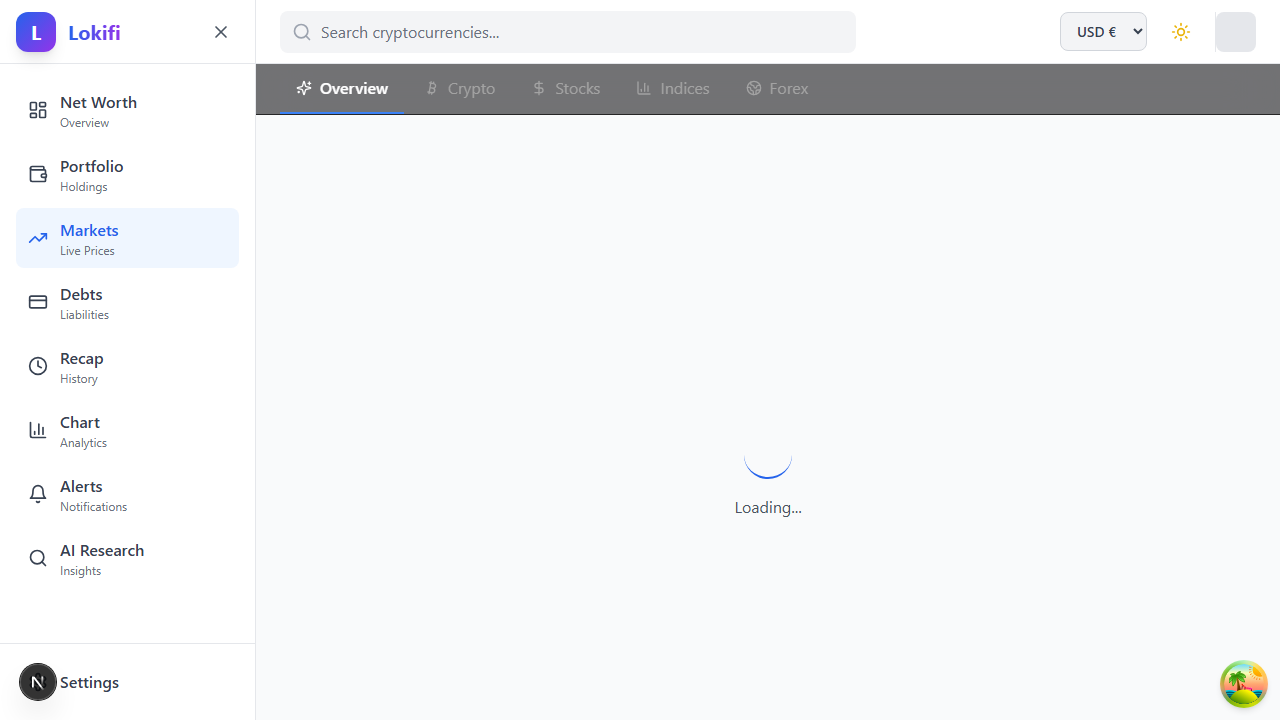 L Lokifi
Search cryptocurrencies...
USD €
Overview
Crypto
Stocks
Indices
Forex
Net Worth
Overview
Portfolio
Holdings
Markets
Live Prices
Debts
Liabilities
Recap
History
Chart
Analytics
Alerts
Notifications
AI Research
Insights
Loading...
N
Settings